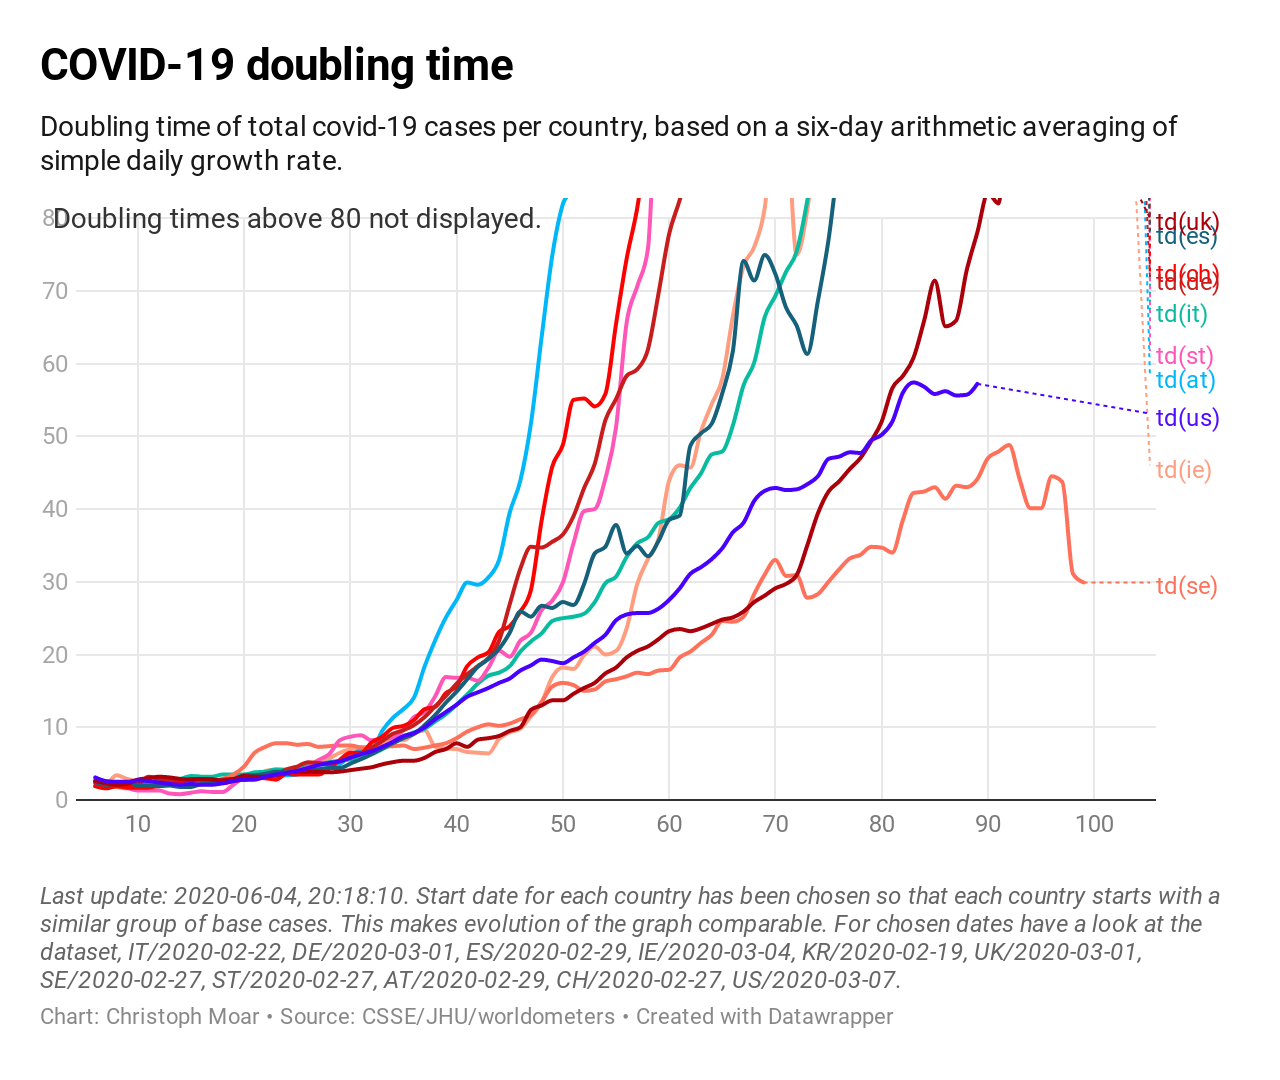 COVID-19 doubling time
Doubling time of total covid-19 cases per country, based on a six-day arithmetic averaging of
simple daily growth rate.
80
Doubling times above 80 not displayed.
70
60
50
40
30
20
10
0
10 20 30 40 50 60 70 80 90 100
td(uk)
td(es)
td(ch)
td(de)
td(it)
td(st)
td(at)
td(us)
td(ie)
td(se)
Last update: 2020-06-04, 20:18:10. Start date for each country has been chosen so that each country starts with a
similar group of base cases. This makes evolution of the graph comparable. For chosen dates have a look at the
dataset, IT/2020-02-22, DE/2020-03-01, ES/2020-02-29, IE/2020-03-04, KR/2020-02-19, UK/2020-03-01,
SE/2020-02-27, ST/2020-02-27, AT/2020-02-29, CH/2020-02-27, US/2020-03-07.
Chart: Christoph Moar • Source: CSSE/JHU/worldometers • Created with Datawrapper